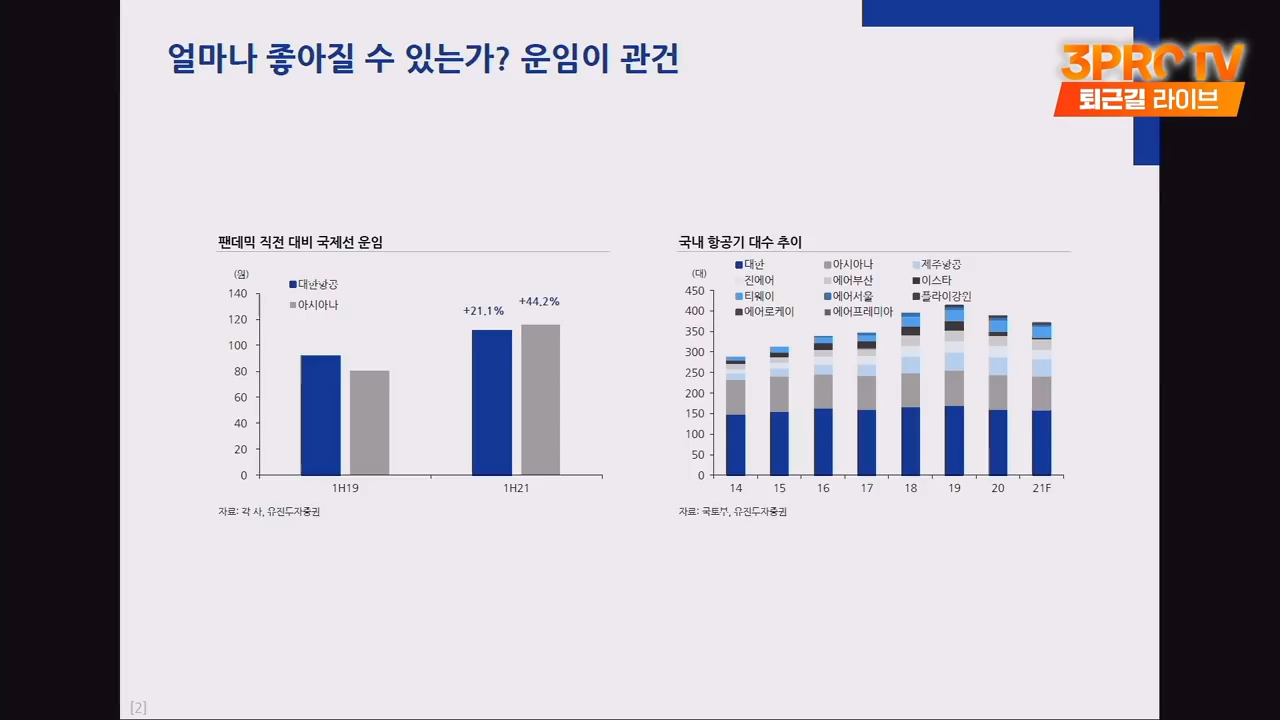 얼마나 좋아질 수 있는가? 운임이 관건
3PRO TV
퇴근길 라이브
팬데믹 직전 대비 국제선 운임
(원)
대한항공
아시아나
140
120
100
80
60
40
20
0
+21.1%
+44.2%
1H19
1H21
자료: 각 사, 유진투자증권
국내 항공기 대수 추이
(대)
대한
아시아나
제주항공
진에어
에어부산
이스타
티웨이
에어서울
플라이강원
에어로케이
에어프레미아
450
400
350
300
250
200
150
100
50
0
14
15
16
17
18
19
20
21F
자료: 국토부, 유진투자증권
[2]